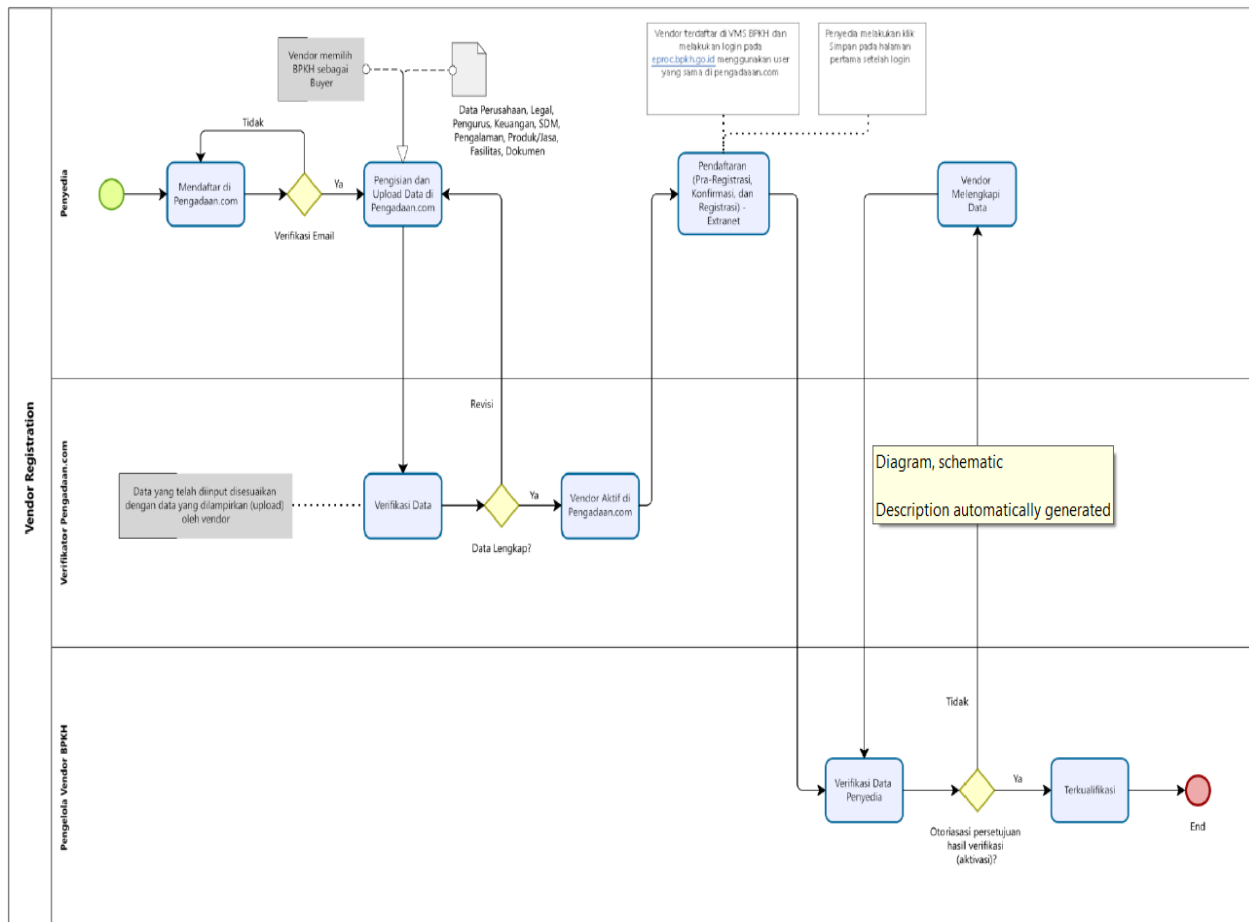 Vendor Registration
Penyedia
Vendor memilih
BPKH sebagai
Buyer
Data Perusahaan, Legal,
Pengurus, Keuangan, SDM,
Pengalaman, Produk/Jasa,
Fasilitas, Dokumen
Vendor terdaftar di VMS BPKH dan
melakukan login pada
eproc.bpkh.go.id menggunakan user
yang sama di pengadaaan.com
Penyedia melakukan klik
Simpan pada halaman
pertama setelah login
Tidak
Mendaftar di
Pengadaan.com
Ya
Verifikasi Email
Pengisian dan
Upload Data di
Pengadaan.com
Pendaftaran
(Pra-Registrasi,
Konfirmasi, dan
Registrasi) -
Extranet
Vendor
Melengkapi
Data
Verifikator Pengadaan.com
Revisi
Data yang telah diinput disesuaikan
dengan data yang dilampirkan (upload)
oleh vendor
Verifikasi Data
Data Lengkap?
Ya
Vendor Aktif di
Pengadaan.com
Diagram, schematic
Description automatically generated
Pengelola Vendor BPKH
Tidak
Verifikasi Data
Penyedia
Otoriasasi persetujuan
hasil verifikasi
(aktivasi)?
Ya
Terkualifikasi
End